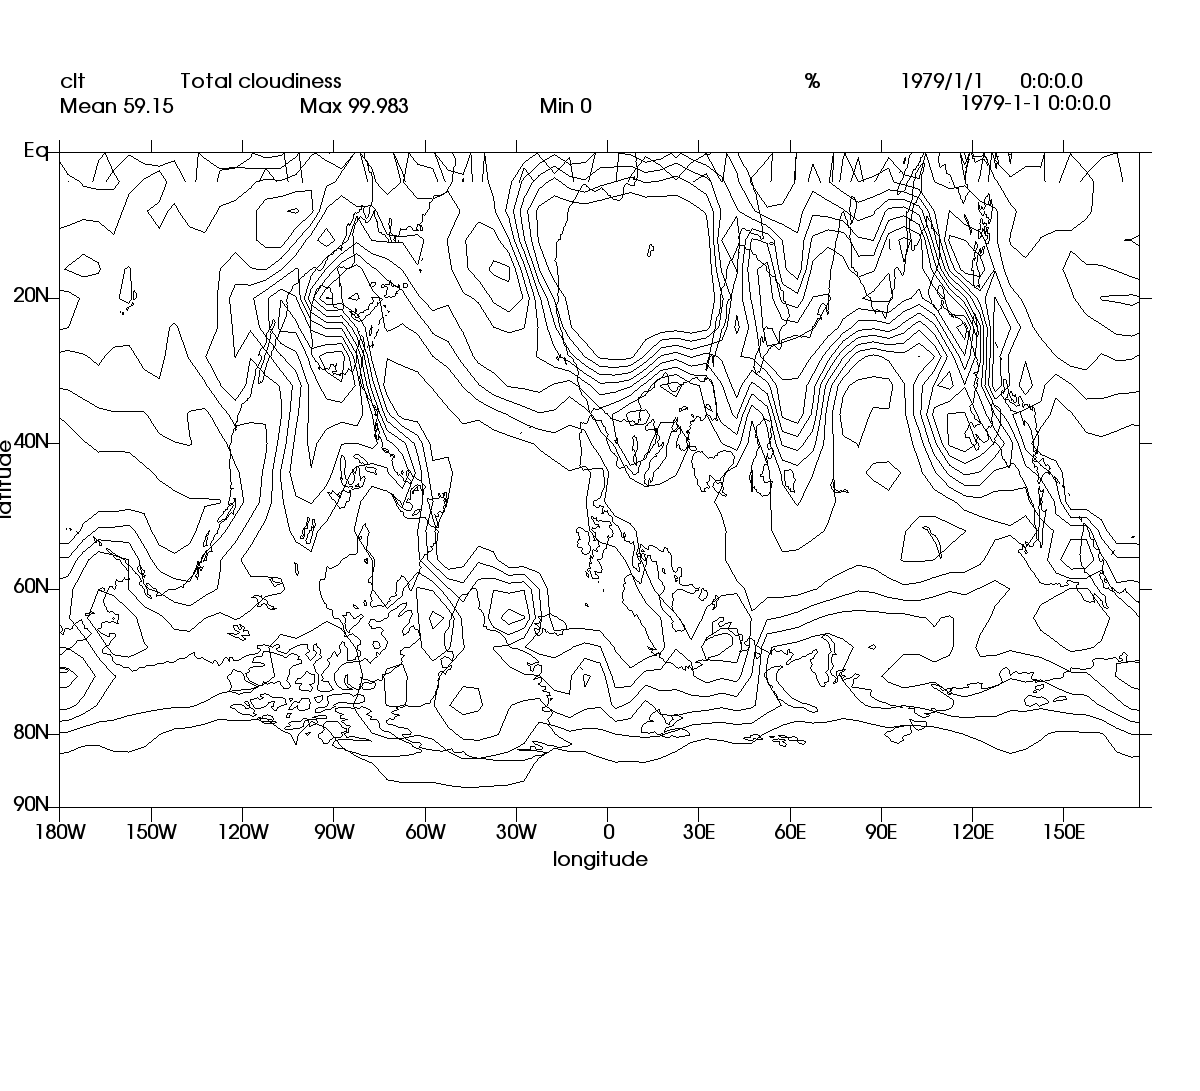 clt Total cloudiness % 1979/1/1 0:0:0.0
Mean 59.15 Max 99.983 Min 0 1979-1-1 0:0:0.0
Eq
20N
40N
latitude
60N
80N
90N
180W 150W 120W 90W 60W 30W 0 30E 60E 90E 120E 150E
longitude